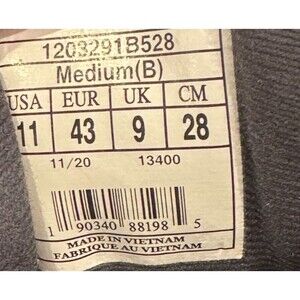 1203291B528
Medium(B)
USA EUR UK CM
11 43 9 28
11/20 13400
1 90340 88198 5
MADE IN VIETNAM
FABRIQUE AU VIETNAM